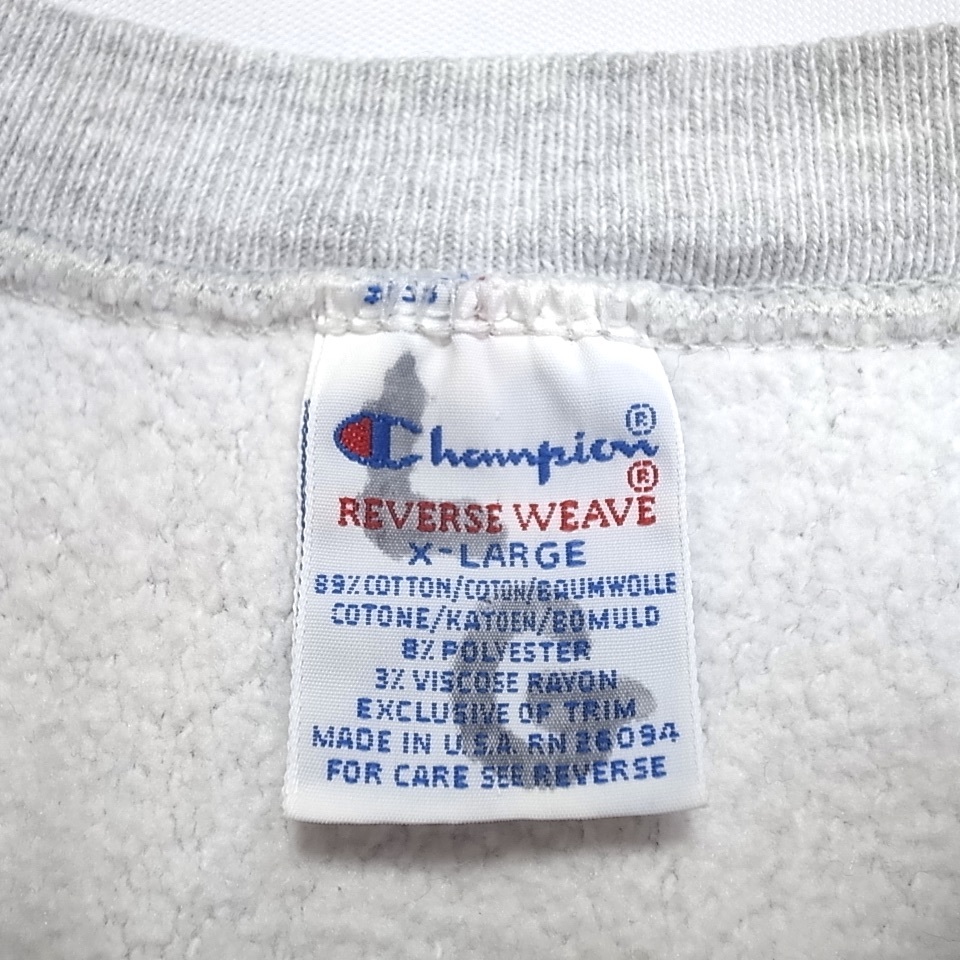 Champion®
REVERSE WEAVE®
X-LARGE
89% COTTON/COTON/BAUMWOLLE
COTONE/KATOEN/BOMULD
8% POLYESTER
3% VISCOSE RAYON
EXCLUSIVE OF TRIM
MADE IN U.S.A. RN 26094
FOR CARE SEE REVERSE